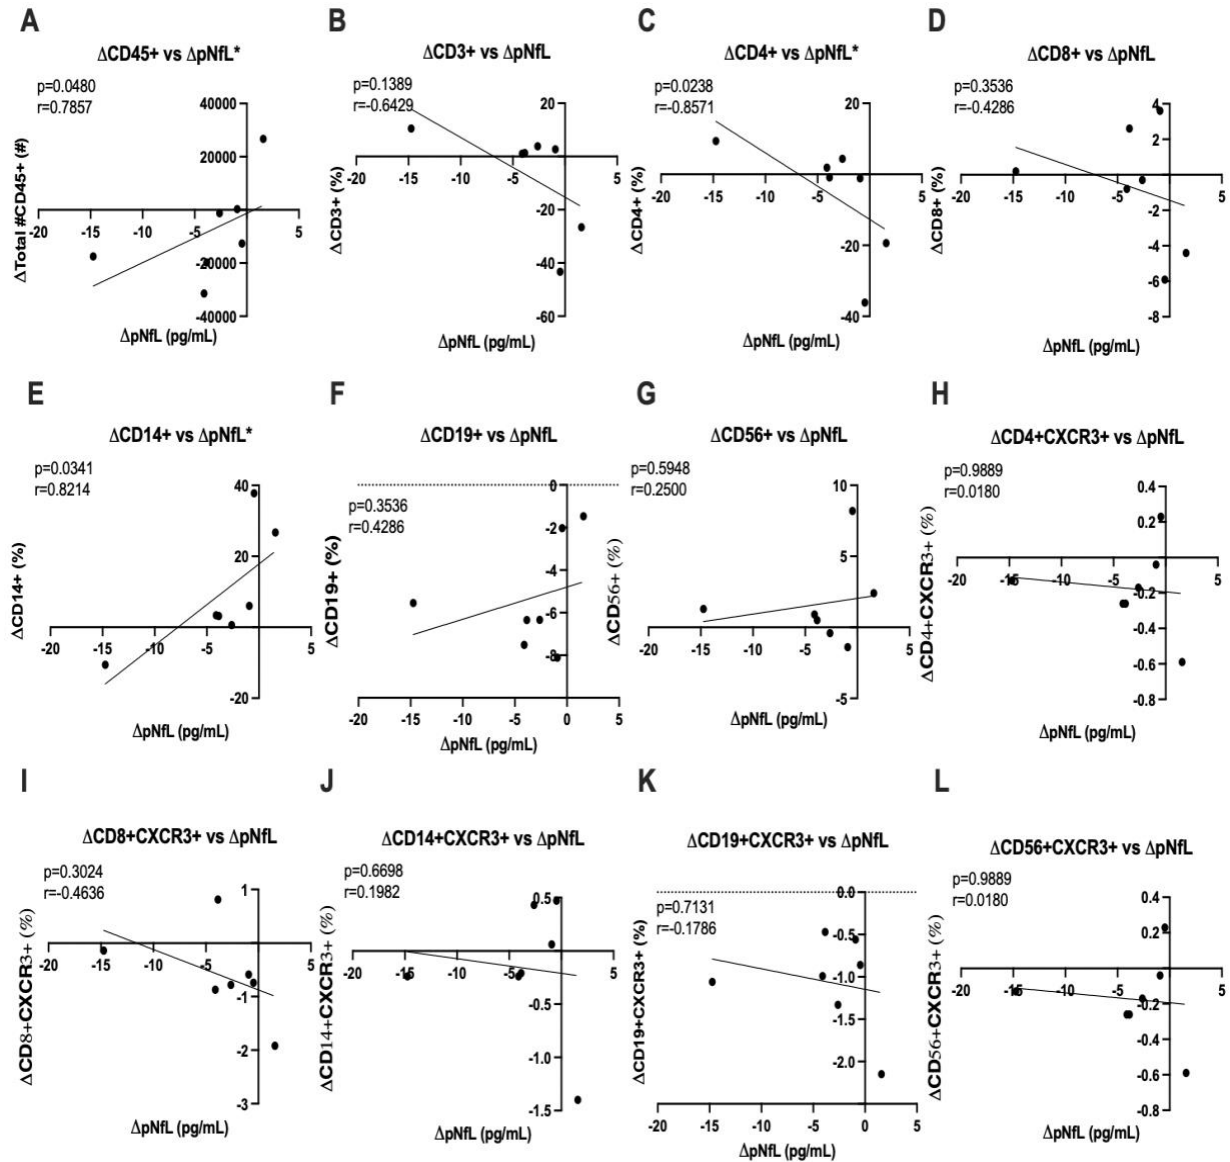 A
ΔCD45+ vs ΔpNfL*
p=0.0480
r=0.7857
ΔTotal #CD45+ (#)
40000
20000
-20000
-40000
-20
-15
-10
-5
5
ΔpNfL (pg/mL)
B
ΔCD3+ vs ΔpNfL
p=0.1389
r=-0.6429
ΔCD3+ (%)
20
-20
-40
-60
-20
-15
-10
-5
5
ΔpNfL (pg/mL)
C
ΔCD4+ vs ΔpNfL*
p=0.0238
r=-0.8571
ΔCD4+ (%)
20
-20
-40
-20
-15
-10
-5
5
ΔpNfL (pg/mL)
D
ΔCD8+ vs ΔpNfL
p=0.3536
r=-0.4286
ΔCD8+ (%)
4
2
-2
-4
-6
-8
-20
-15
-10
-5
5
ΔpNfL (pg/mL)
E
ΔCD14+ vs ΔpNfL*
p=0.0341
r=0.8214
ΔCD14+ (%)
40
20
-20
-20
-15
-10
-5
5
ΔpNfL (pg/mL)
F
ΔCD19+ vs ΔpNfL
p=0.3536
r=0.4286
ΔCD19+ (%)
0
-2
-4
-6
-8
-20
-15
-10
-5
0
5
ΔpNfL (pg/mL)
G
ΔCD56+ vs ΔpNfL
p=0.5948
r=0.2500
ΔCD56+ (%)
10
5
-5
-20
-15
-10
-5
5
ΔpNfL (pg/mL)
H
ΔCD4+CXCR3+ vs ΔpNfL
p=0.9889
r=0.0180
ΔCD4+CXCR3+ (%)
0.4
0.2
-0.2
-0.4
-0.6
-0.8
-20
-15
-10
-5
5
ΔpNfL (pg/mL)
I
ΔCD8+CXCR3+ vs ΔpNfL
p=0.3024
r=-0.4636
ΔCD8+CXCR3+ (%)
1
-1
-2
-3
-20
-15
-10
-5
5
ΔpNfL (pg/mL)
J
ΔCD14+CXCR3+ vs ΔpNfL
p=0.6698
r=0.1982
ΔCD14+CXCR3+ (%)
0.5
-0.5
-1.0
-1.5
-20
-15
-10
-5
5
ΔpNfL (pg/mL)
K
ΔCD19+CXCR3+ vs ΔpNfL
p=0.7131
r=-0.1786
ΔCD19+CXCR3+ (%)
0.0
-0.5
-1.0
-1.5
-2.0
-20
-15
-10
-5
0
5
ΔpNfL (pg/mL)
L
ΔCD56+CXCR3+ vs ΔpNfL
p=0.9889
r=0.0180
ΔCD56+CXCR3+ (%)
0.4
0.2
-0.2
-0.4
-0.6
-0.8
-20
-15
-10
-5
5
ΔpNfL (pg/mL)